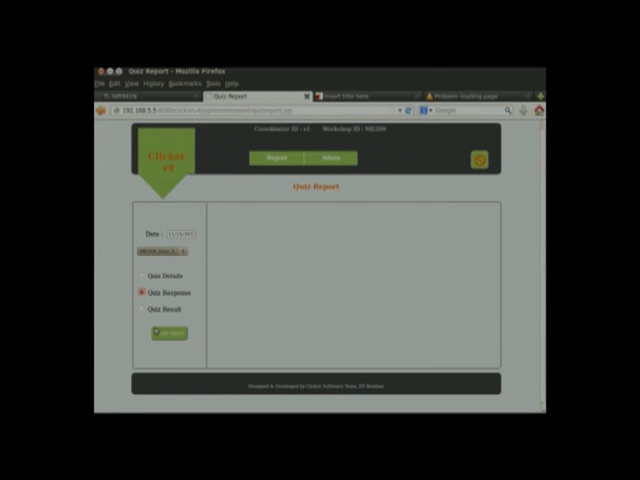 Quiz Report - Mozilla Firefox
File Edit View History Bookmarks Tools Help
Quiz Report
Insert title here
Problem loading page
Google
Coordinator ID : s1 Workshop ID : ME209
Clicker
v4
Report Admin
Quiz Report
Date :
Quiz Details
Quiz Response
Quiz Result
Designed & Developed by Clicker Software Team, IIT Bombay